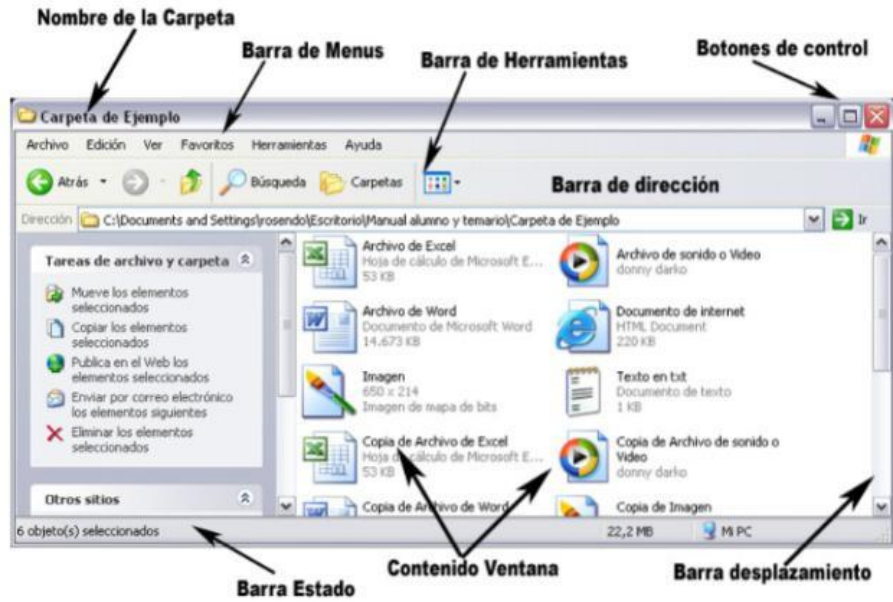 Nombre de la Carpeta
Barra de Menus
Barra de Herramientas
Botones de control
Carpeta de Ejemplo
Archivo Edición Ver Favoritos Herramientas Ayuda
Atrás Búsqueda Carpetas
Barra de dirección
Dirección C:\Documents and Settings\rosendo\Escritorio\Manual alumno y temario\Carpeta de Ejemplo Ir
Tareas de archivo y carpeta
Mueve los elementos
seleccionados
Copiar los elementos
seleccionados
Publica en el Web los
elementos seleccionados
Enviar por correo electrónico
los elementos siguientes
Eliminar los elementos
seleccionados
Otros sitios
Archivo de Excel
Hoja de cálculo de Microsoft E...
53 KB
Archivo de sonido o Video
donny darko
Archivo de Word
Documento de Microsoft Word
14.673 KB
Documento de internet
HTML Document
220 KB
Imagen
650 x 214
Imagen de mapa de bits
Texto en txt
Documento de texto
1 KB
Copia de Archivo de Excel
Hoja de cálculo de Microsoft E...
53 KB
Copia de Archivo de sonido o
Video
donny darko
Copia de Archivo de Word
Copia de Imagen
6 objeto(s) seleccionados 22,2 MB Mi PC
Barra Estado
Contenido Ventana
Barra desplazamiento